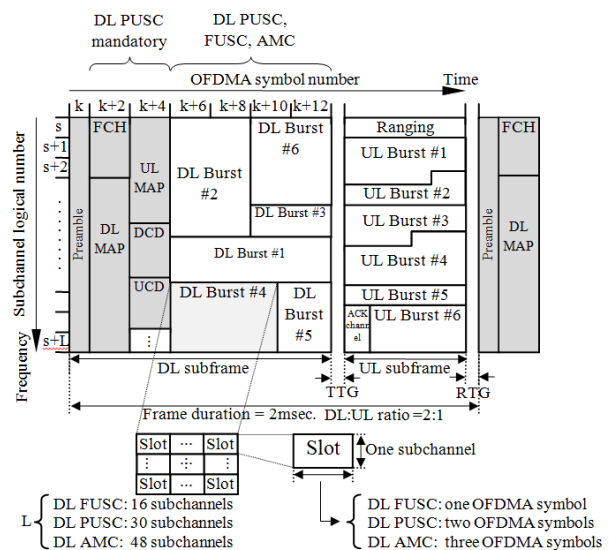 DL PUSC mandatory
DL PUSC, FUSC, AMC
OFDMA symbol number
Time
k k+2 k+4 k+6 k+8 k+10 k+12
Subchannel logical number
Frequency
s
s+1
s+2
s+L
Preamble
FCH
DL MAP
UL MAP
DCD
UCD
DL Burst #2
DL Burst #6
DL Burst #3
DL Burst #1
DL Burst #4
DL Burst #5
Ranging
UL Burst #1
UL Burst #2
UL Burst #3
UL Burst #4
UL Burst #5
ACK channel
UL Burst #6
Preamble
FCH
DL MAP
DL subframe
TTG
UL subframe
RTG
Frame duration = 2msec. DL:UL ratio =2:1
Slot ... Slot
Slot ... Slot
Slot
One subchannel
L
DL FUSC: 16 subchannels
DL PUSC: 30 subchannels
DL AMC: 48 subchannels
DL FUSC: one OFDMA symbol
DL PUSC: two OFDMA symbols
DL AMC: three OFDMA symbols